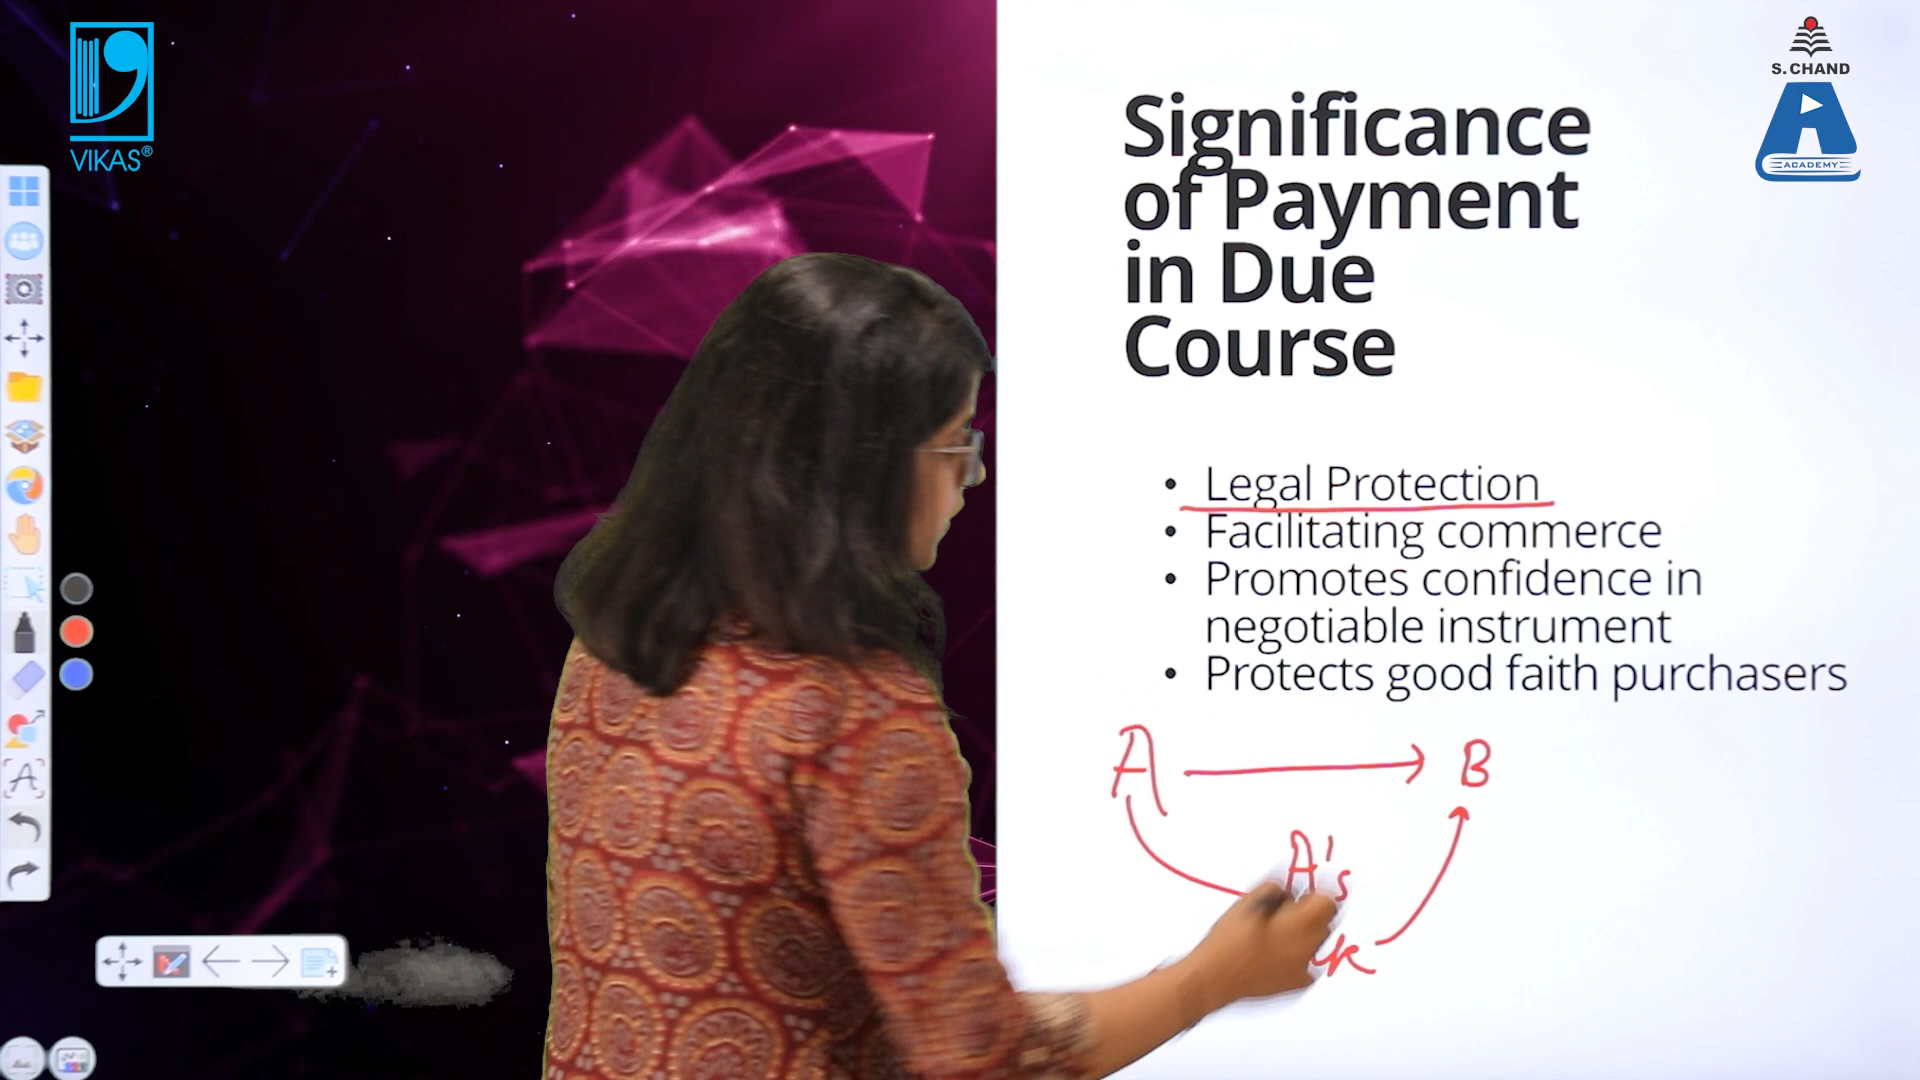 VIKAS®
S. CHAND
ACADEMY
Significance
of Payment
in Due
Course
• Legal Protection
• Facilitating commerce
• Promotes confidence in
negotiable instrument
• Protects good faith purchasers
A
B
A's